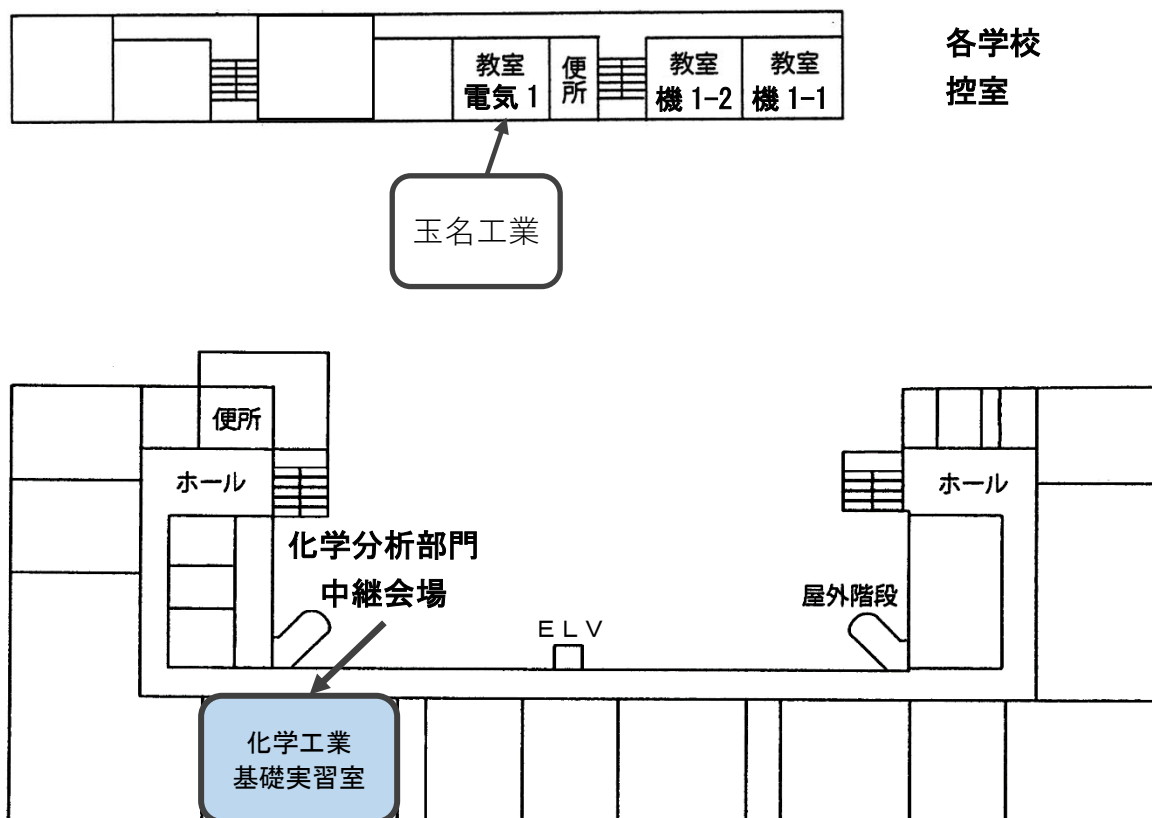 各学校
控室
教室
電気1
便所
教室
機1-2
教室
機1-1
玉名工業
便所
ホール
ホール
化学分析部門
中継会場
屋外階段
ELV
化学工業
基礎実習室